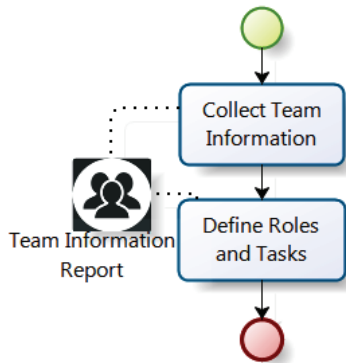 Collect Team
Information
Team Information
Report
Define Roles
and Tasks